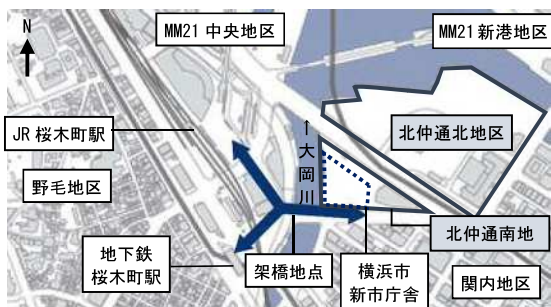 N
MM21 中央地区
MM21 新港地区
JR 桜木町駅
↑大岡川
北仲通北地区
野毛地区
地下鉄
桜木町駅
架橋地点
横浜市
新市庁舎
北仲通南地
関内地区